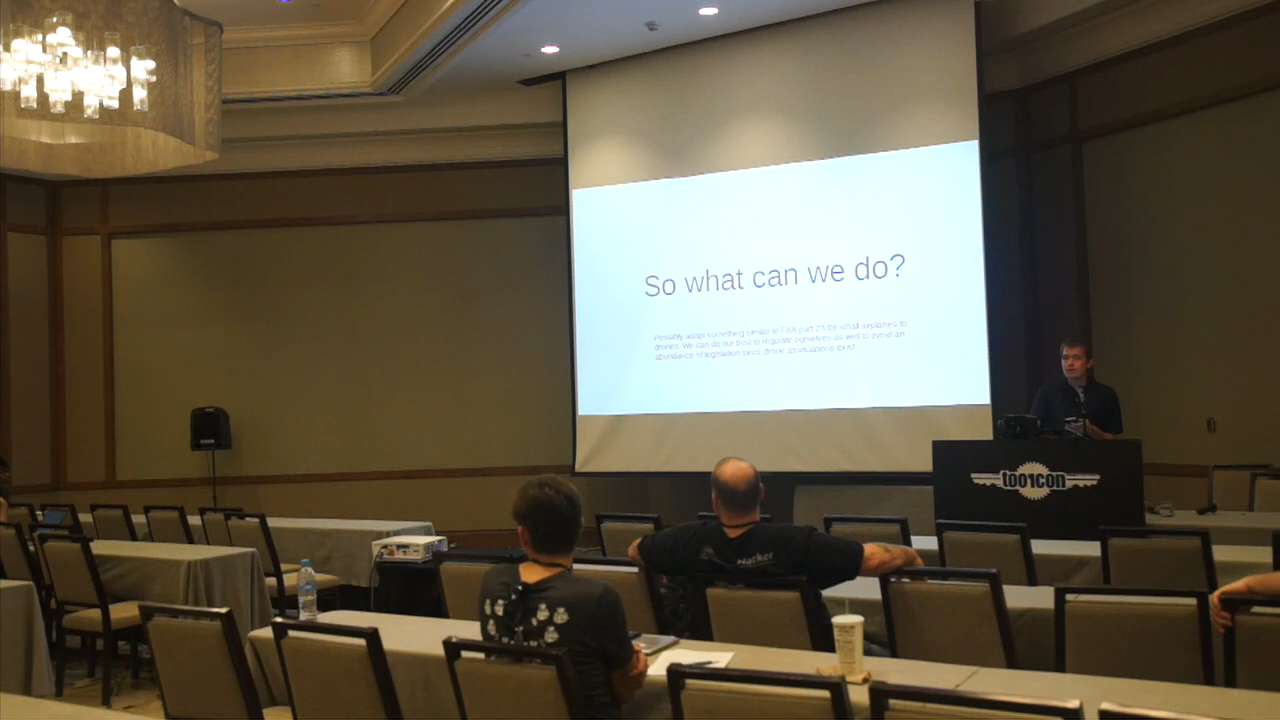 So what can we do?
Possibly adopt something similar to FAA part 23 for small airplanes to
drones. We can do our best to regulate ourselves as well to avoid an
abundance of legislation since drone associations exist.
too1con
Harker